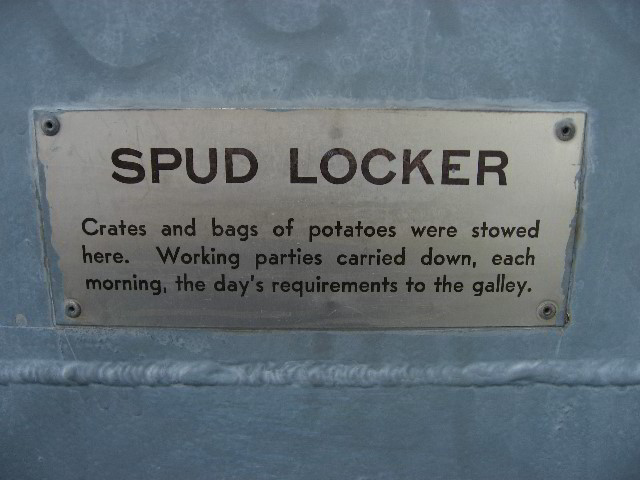 SPUD LOCKER
Crates and bags of potatoes were stowed
here. Working parties carried down, each
morning, the day's requirements to the galley.